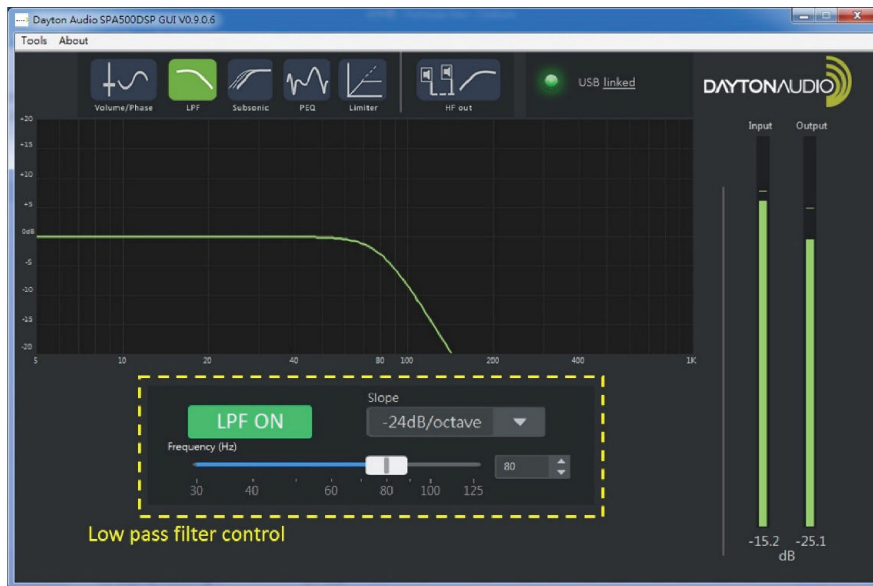 Dayton Audio SPA500DSP GUI V0.9.0.6
Tools About
Volume/Phase LPF Subsonic PEQ Limiter HF out
USB linked
DAYTON AUDIO
Input Output
+20
+15
+10
+5
0dB
-5
-10
-15
-20
5 10 20 40 80 100 200 400 1K
Slope
LPF ON
-24dB/octave
Frequency (Hz)
80
30 40 60 80 100 125
Low pass filter control
-15.2 -25.1
dB